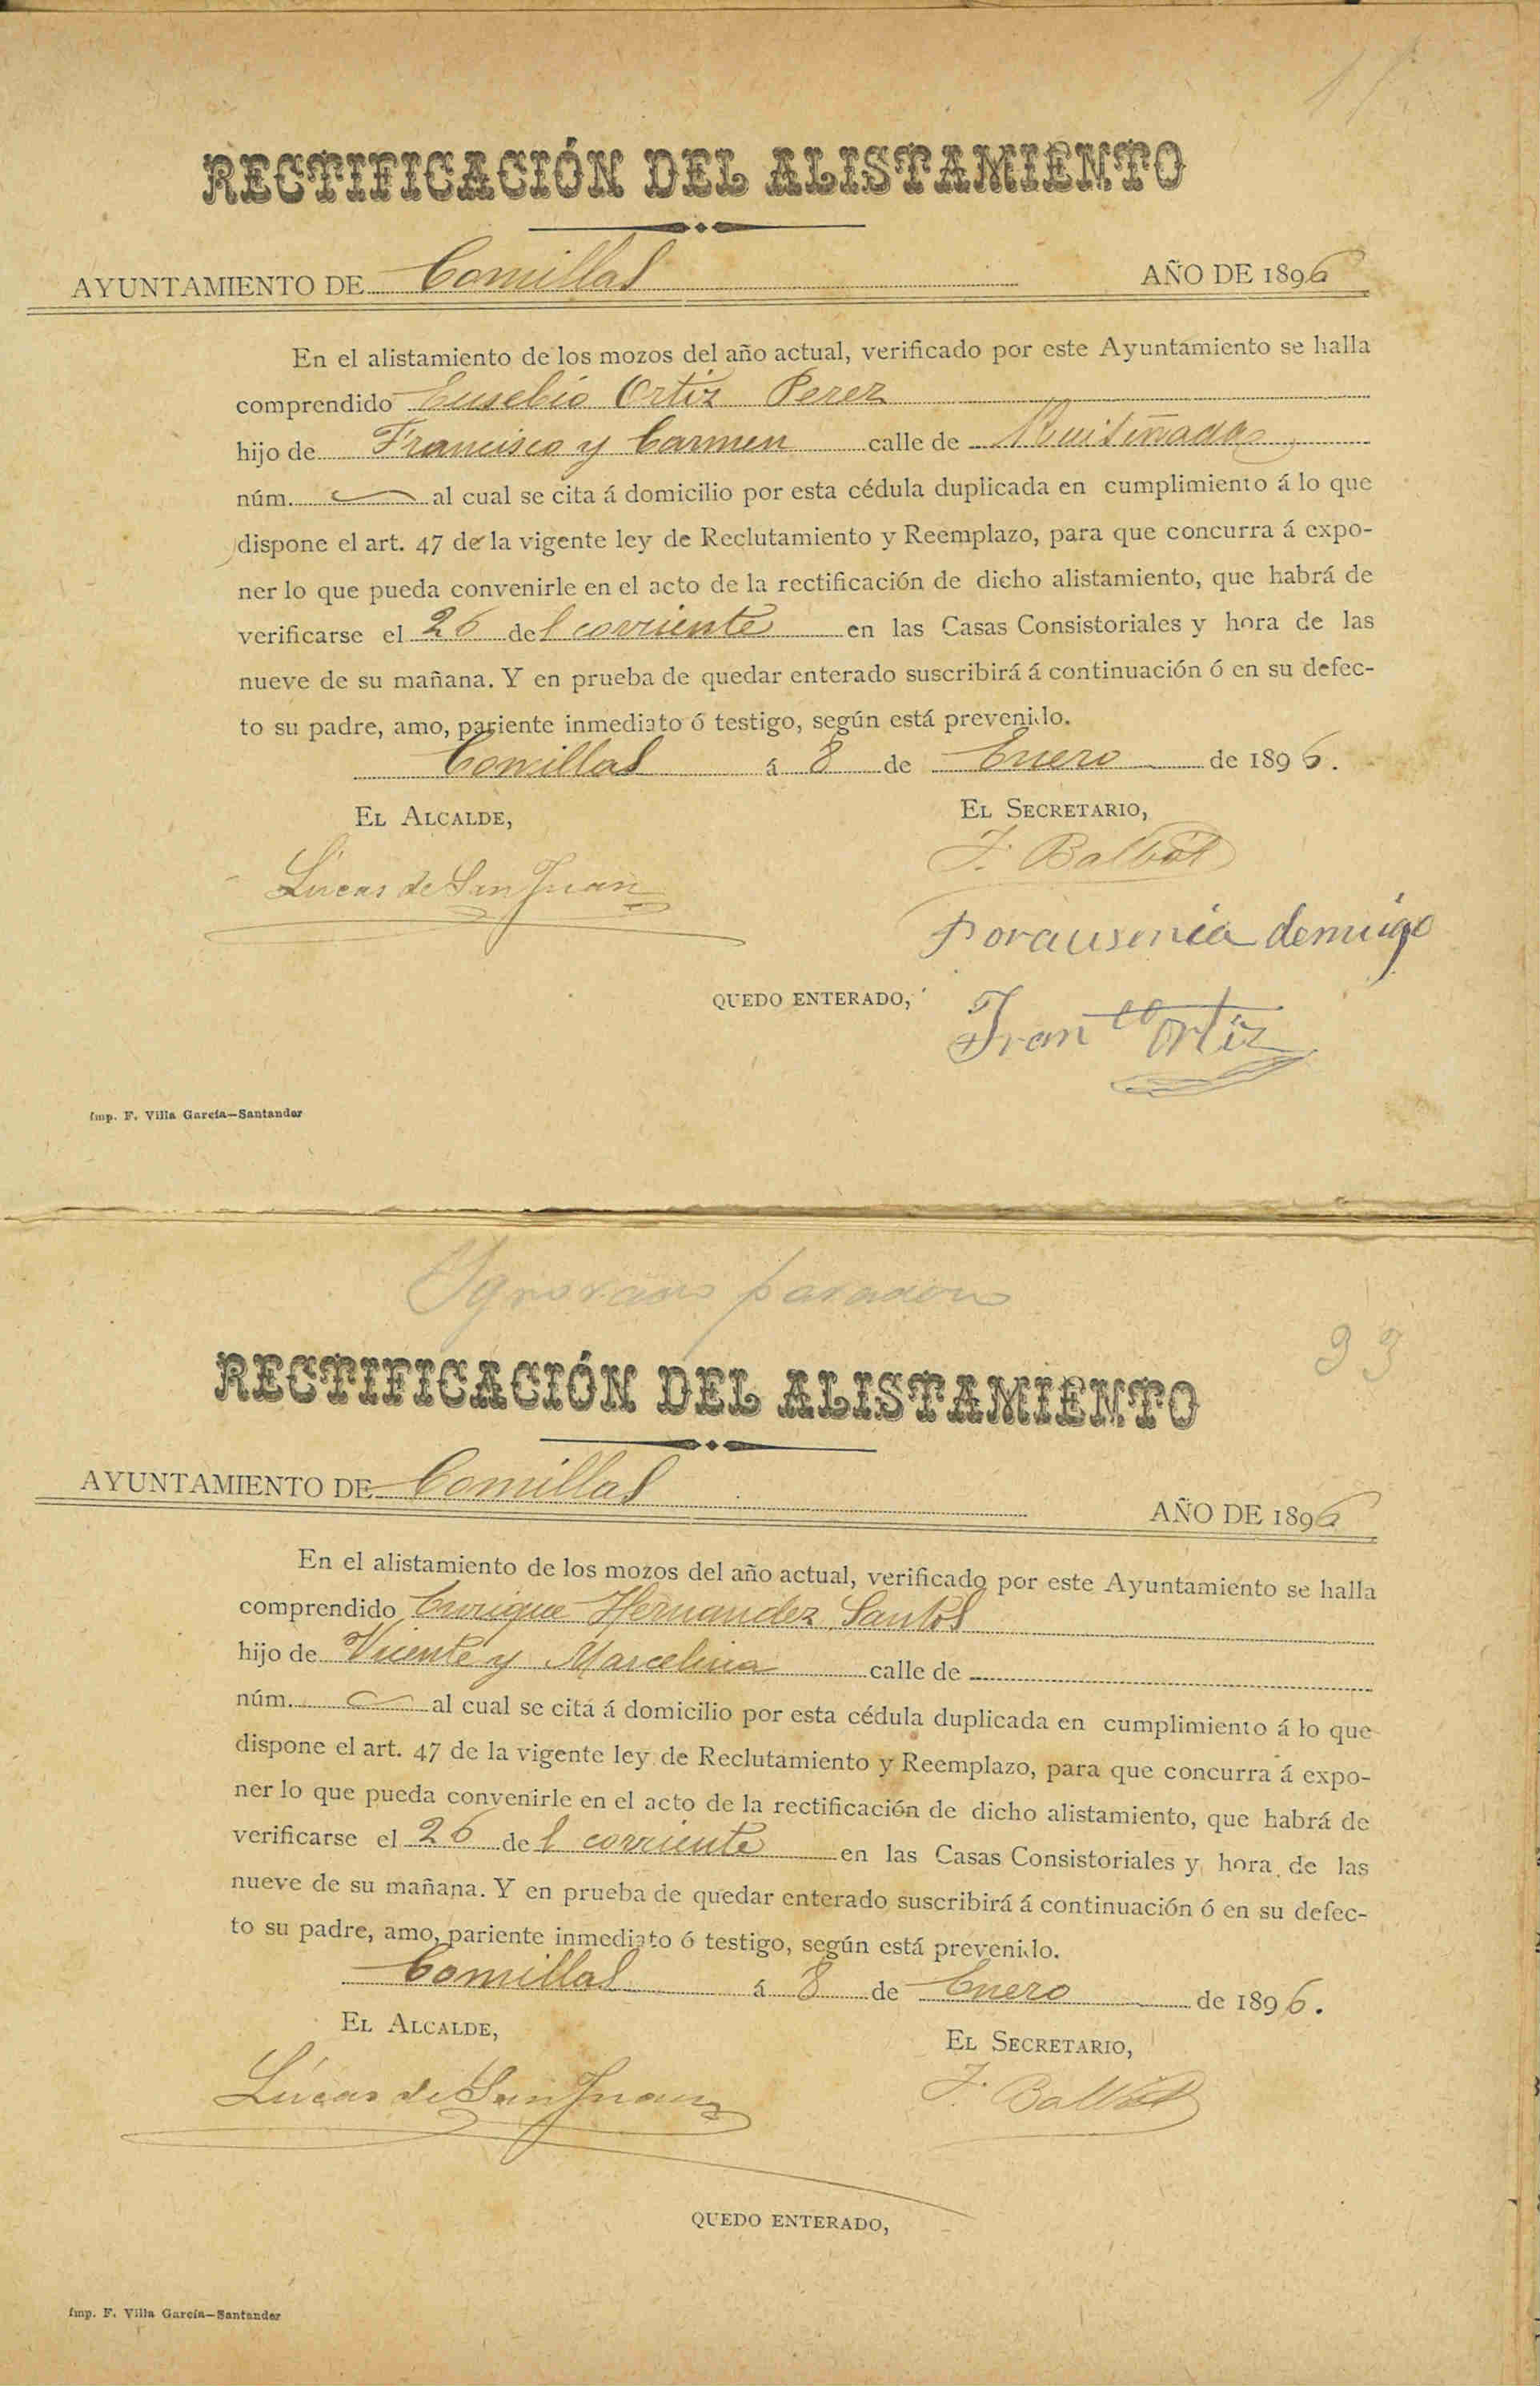 RECTIFICACIÓN DEL ALISTAMIENTO
AYUNTAMIENTO DE Comillas AÑO DE 1896
En el alistamiento de los mozos del año actual, verificado por este Ayuntamiento se halla
comprendido Eusebio Ortiz Perez
hijo de Francisco y Carmen calle de Ruiseñada
núm. al cual se cita á domicilio por esta cédula duplicada en cumplimiento á lo que
dispone el art. 47 de la vigente ley de Reclutamiento y Reemplazo, para que concurra á expo-
ner lo que pueda convenirle en el acto de la rectificación de dicho alistamiento, que habrá de
verificarse el 26 del corriente en las Casas Consistoriales y hora de las
nueve de su mañana. Y en prueba de quedar enterado suscribirá á continuación ó en su defec-
to su padre, amo, pariente inmediato ó testigo, según está prevenido.
Comillas á 8 de Enero de 1896.
EL ALCALDE, EL SECRETARIO,
Lucas de San Juan F. Balbás
Por ausencia de mi igo
QUEDO ENTERADO,
Fran co Ortiz
Imp. F. Villa García—Santander
Ygnorado paradero
33
RECTIFICACIÓN DEL ALISTAMIENTO
AYUNTAMIENTO DE Comillas AÑO DE 1896
En el alistamiento de los mozos del año actual, verificado por este Ayuntamiento se halla
comprendido Enrique Hernandez Santos
hijo de Vicente y Marcelina calle de
núm. al cual se cita á domicilio por esta cédula duplicada en cumplimiento á lo que
dispone el art. 47 de la vigente ley de Reclutamiento y Reemplazo, para que concurra á expo-
ner lo que pueda convenirle en el acto de la rectificación de dicho alistamiento, que habrá de
verificarse el 26 del corriente en las Casas Consistoriales y hora de las
nueve de su mañana. Y en prueba de quedar enterado suscribirá á continuación ó en su defec-
to su padre, amo, pariente inmediato ó testigo, según está prevenido.
Comillas á 8 de Enero de 1896.
EL ALCALDE,
EL SECRETARIO,
Lucas de San Juan F. Balbás
QUEDO ENTERADO,
Imp. F. Villa García—Santander